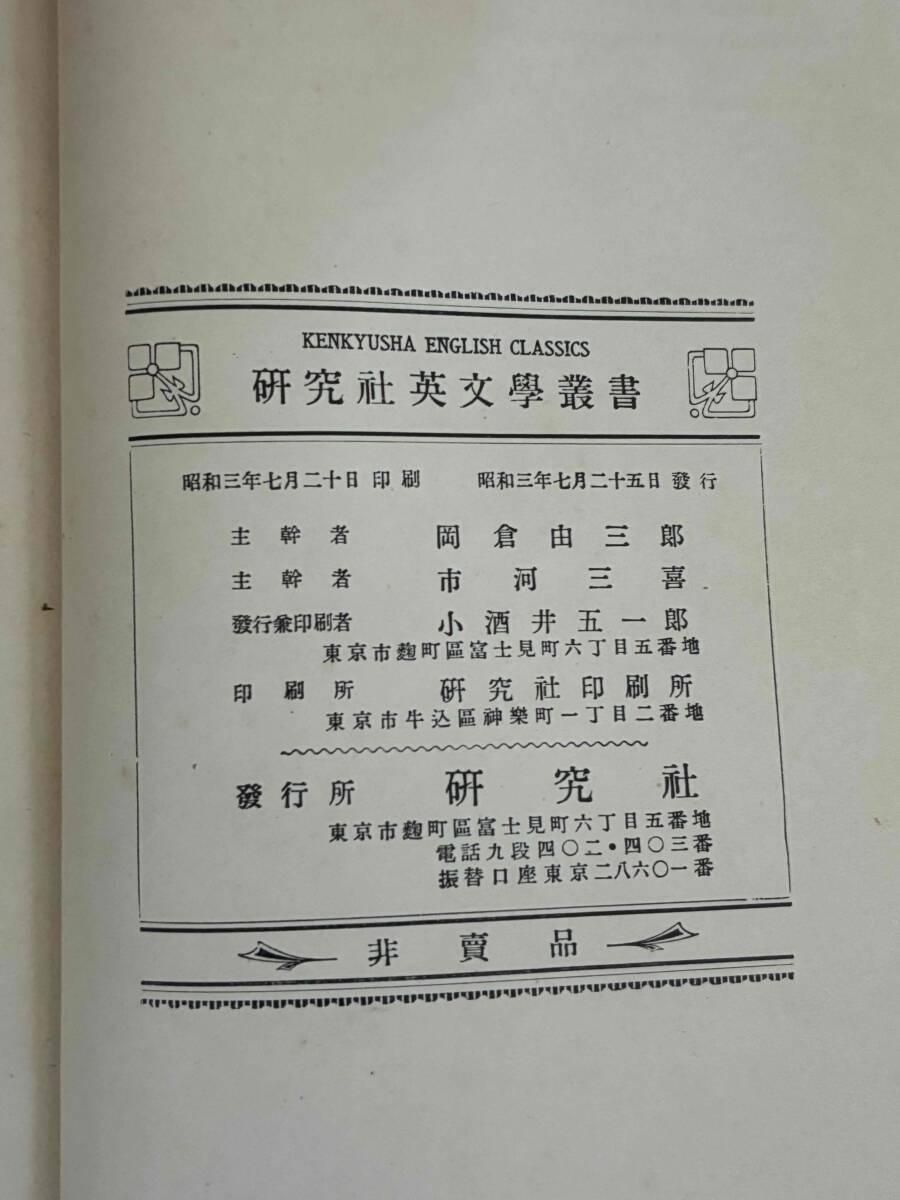 KENKYUSHA ENGLISH CLASSICS
硏究社英文學叢書
昭和三年七月二十日 印刷 昭和三年七月二十五日 發行
主幹者 岡倉由三郎
主幹者 市河三喜
發行兼印刷者 小酒井五一郎
東京市麴町區富士見町六丁目五番地
印刷所 硏究社印刷所
東京市牛込區神樂町一丁目二番地
發行所 硏究社
東京市麴町區富士見町六丁目五番地
電話九段四〇二・四〇三番
振替口座東京二八六〇一番
非賣品